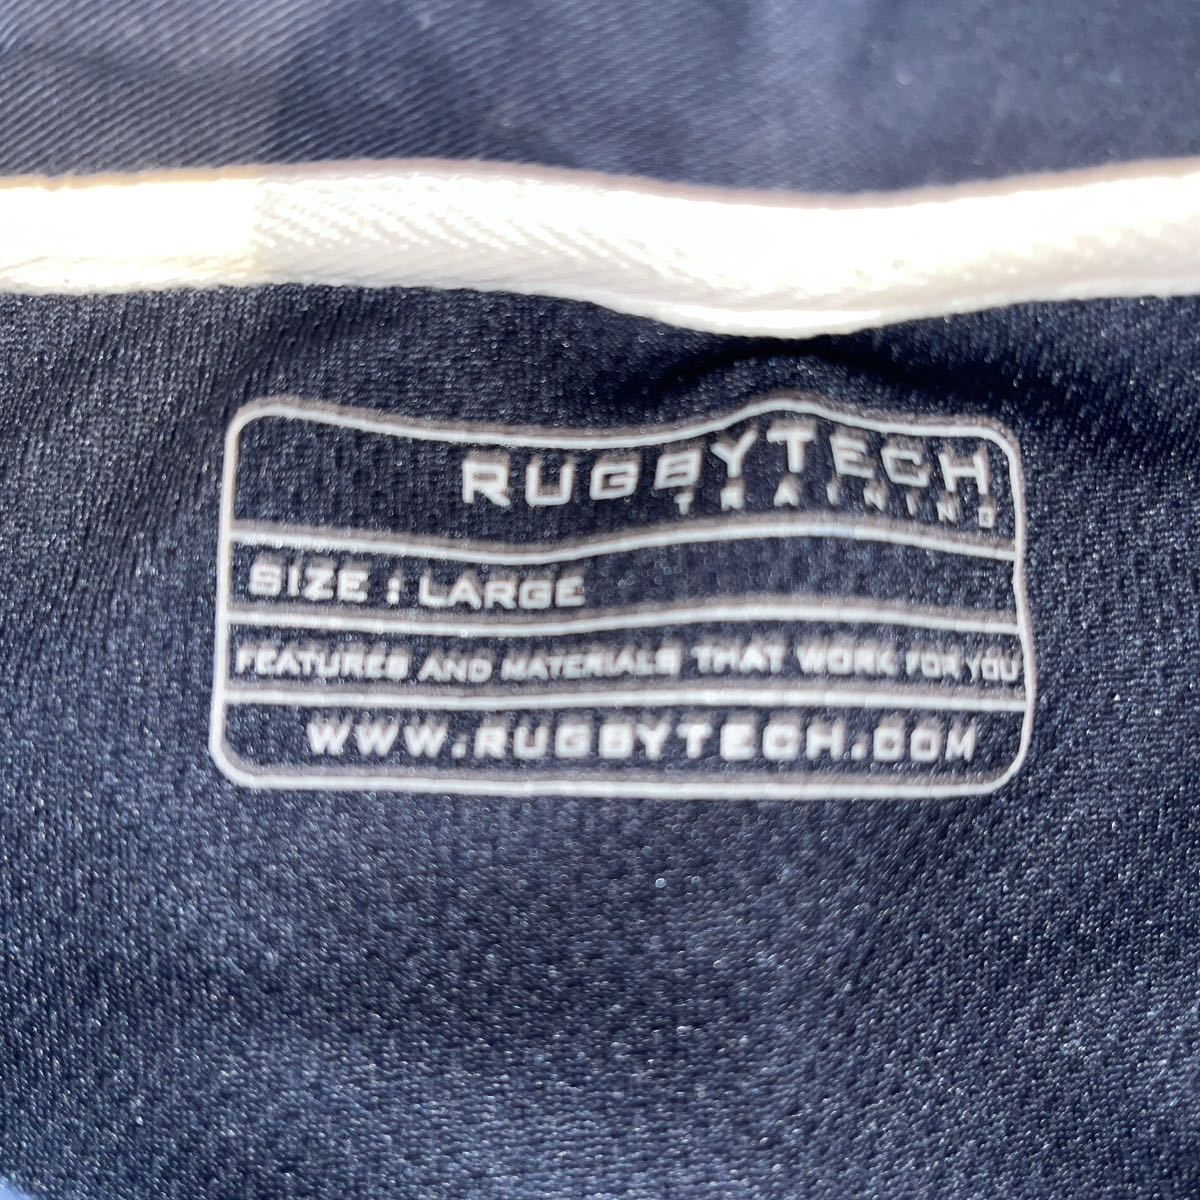 RUGBYTECH
TRAINING
SIZE : LARGE
FEATURES AND MATERIALS THAT WORK FOR YOU
WWW.RUGBYTECH.COM